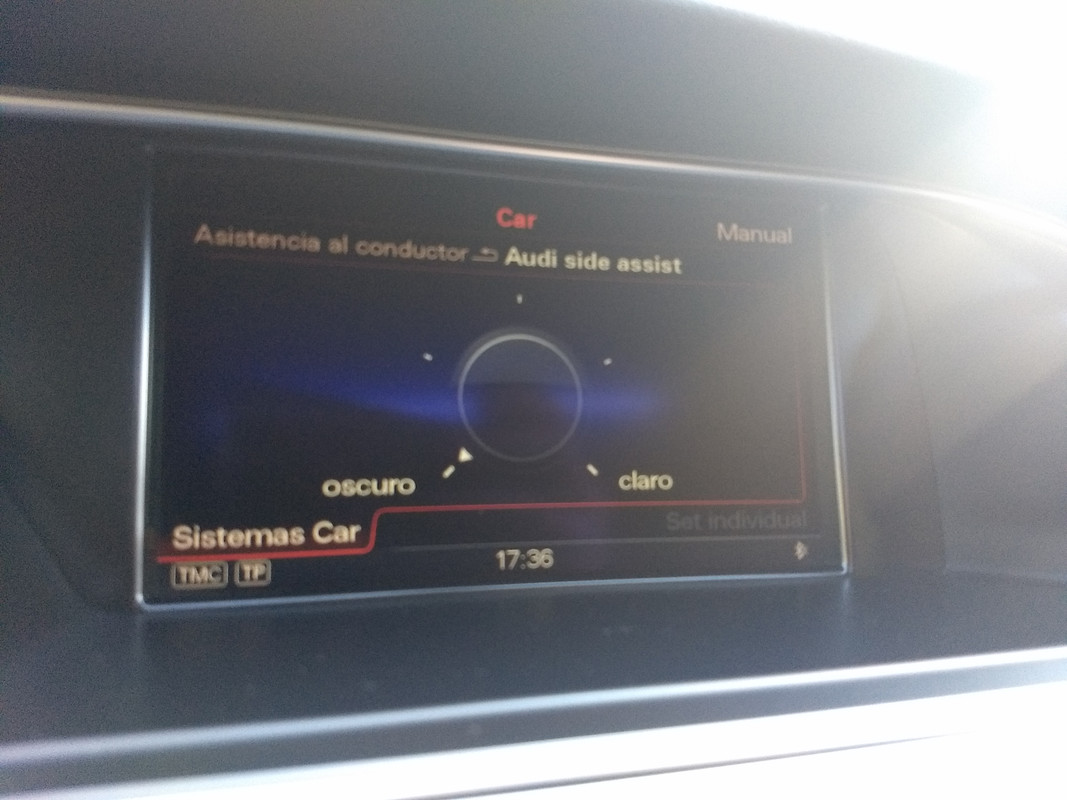 Car
Manual
Asistencia al conductor Audi side assist
oscuro
claro
Sistemas Car
Set individual
TMC TP
17:36